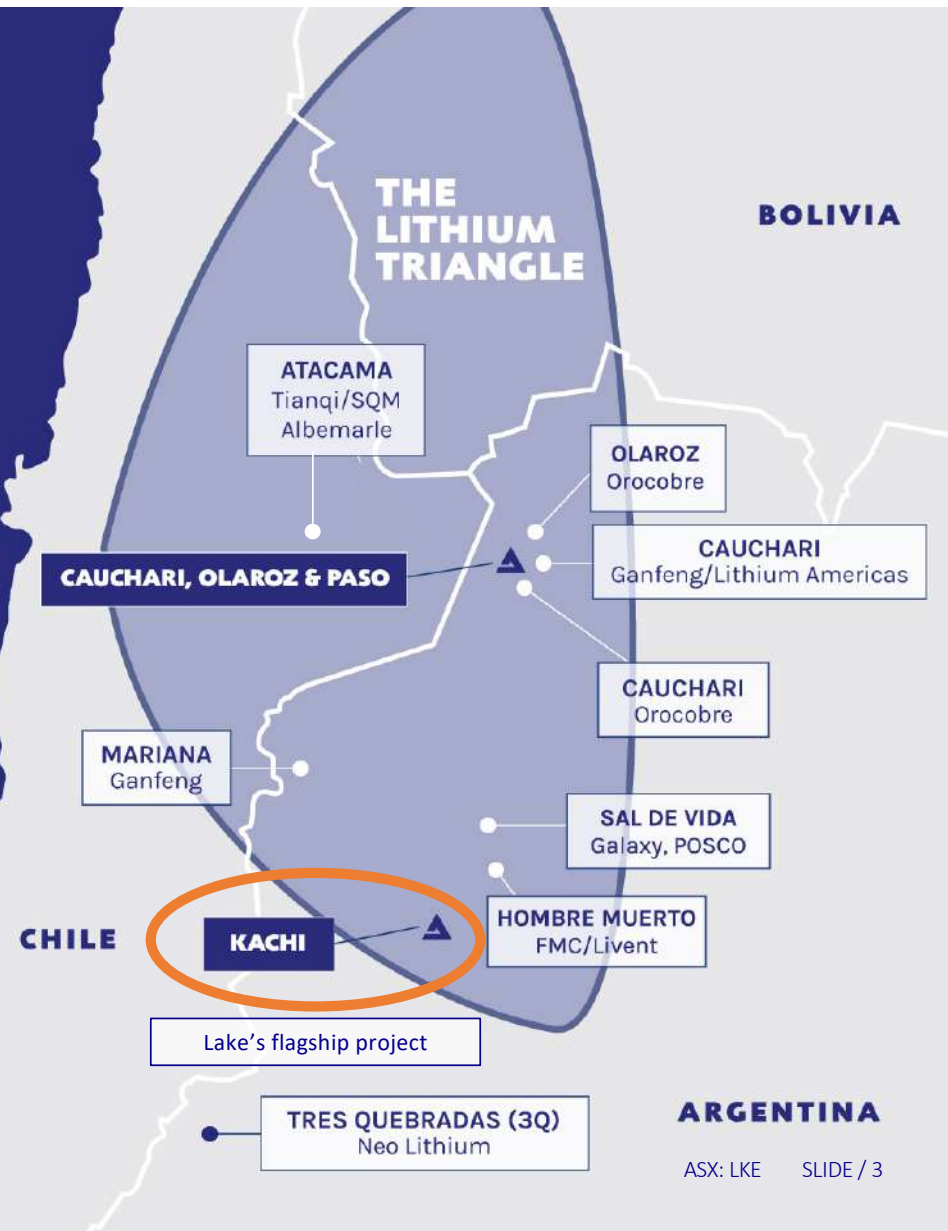 THE
LITHIUM
TRIANGLE
BOLIVIA
ATACAMA
Tianqi/SQM
Albemarle
OLAROZ
Orocobre
CAUCHARI
Ganfeng/Lithium Americas
CAUCHARI, OLAROZ & PASO
CAUCHARI
Orocobre
MARIANA
Ganfeng
SAL DE VIDA
Galaxy, POSCO
HOMBRE MUERTO
FMC/Livent
CHILE
KACHI
Lake's flagship project
TRES QUEBRADAS (3Q)
Neo Lithium
ARGENTINA
ASX: LKE SLIDE / 3